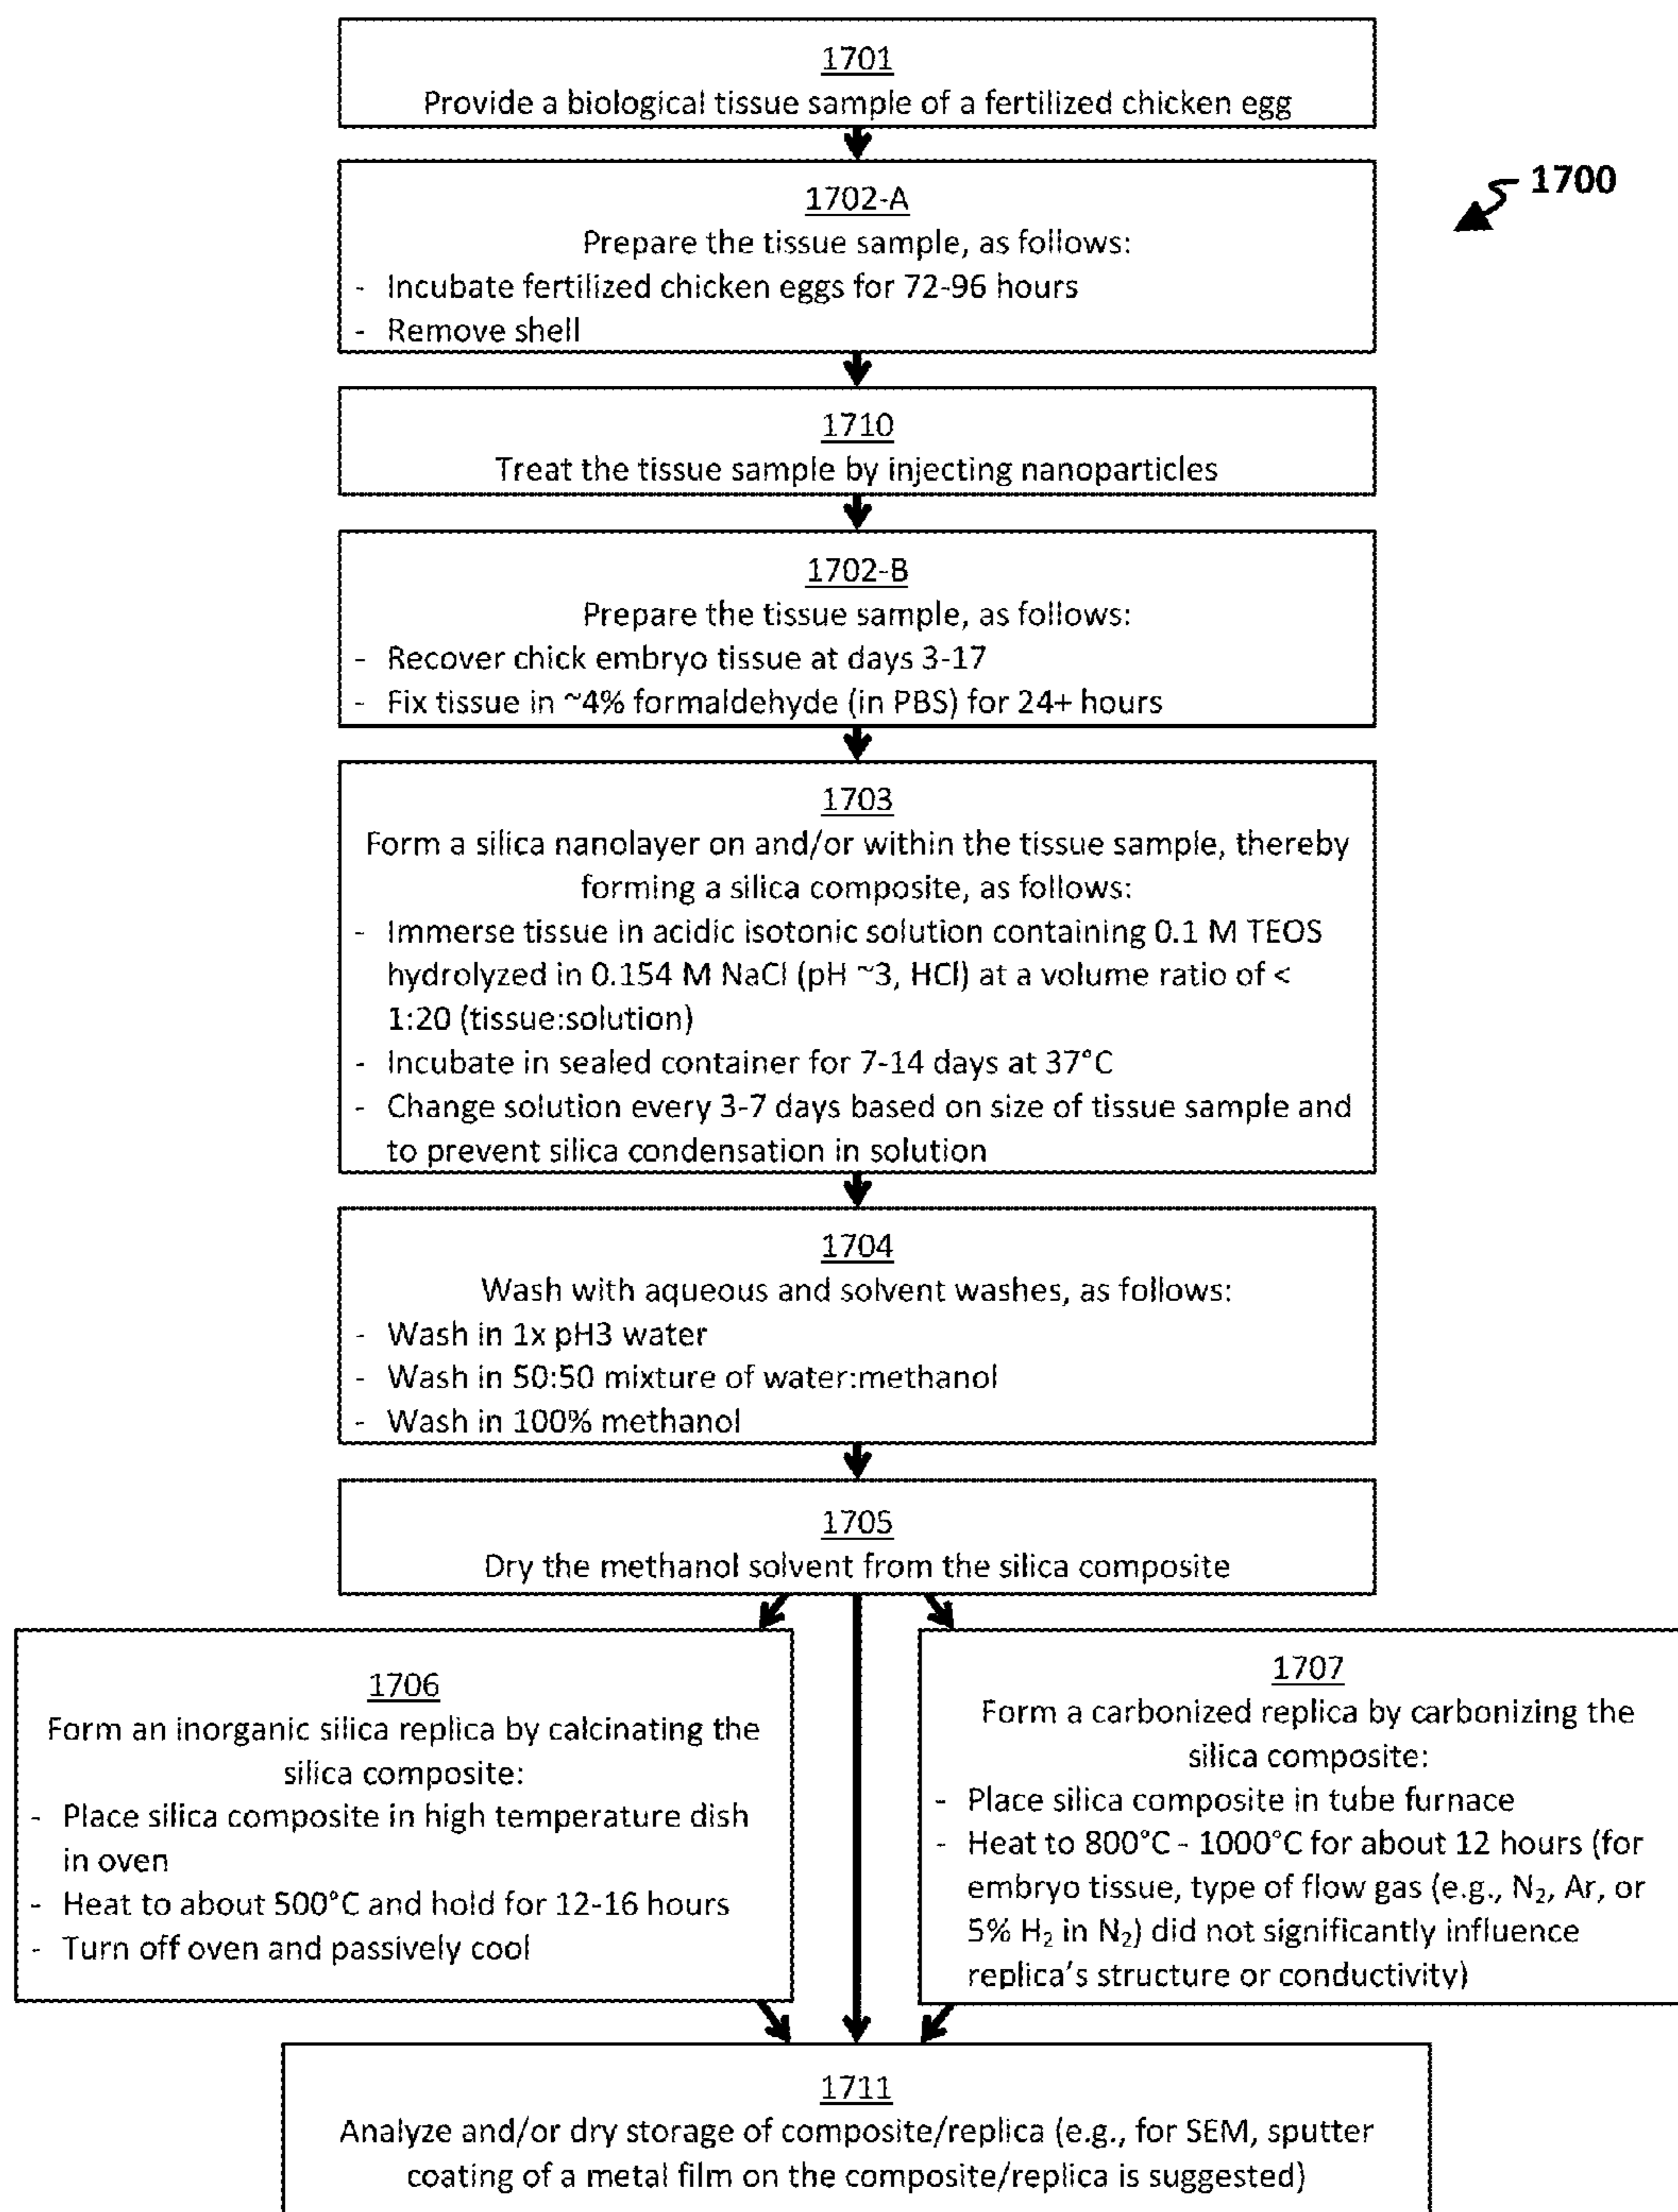 1701
Provide a biological tissue sample of a fertilized chicken egg
1700
1702-A
Prepare the tissue sample, as follows:
- Incubate fertilized chicken eggs for 72-96 hours
- Remove shell
1710
Treat the tissue sample by injecting nanoparticles
1702-B
Prepare the tissue sample, as follows:
- Recover chick embryo tissue at days 3-17
- Fix tissue in ~4% formaldehyde (in PBS) for 24+ hours
1703
Form a silica nanolayer on and/or within the tissue sample, thereby
forming a silica composite, as follows:
- Immerse tissue in acidic isotonic solution containing 0.1 M TEOS
hydrolyzed in 0.154 M NaCl (pH ~3, HCl) at a volume ratio of <
1:20 (tissue:solution)
- Incubate in sealed container for 7-14 days at 37°C
- Change solution every 3-7 days based on size of tissue sample and
to prevent silica condensation in solution
1704
Wash with aqueous and solvent washes, as follows:
- Wash in 1x pH3 water
- Wash in 50:50 mixture of water:methanol
- Wash in 100% methanol
1705
Dry the methanol solvent from the silica composite
1706
Form an inorganic silica replica by calcinating the
silica composite:
- Place silica composite in high temperature dish
in oven
- Heat to about 500°C and hold for 12-16 hours
- Turn off oven and passively cool
1707
Form a carbonized replica by carbonizing the
silica composite:
- Place silica composite in tube furnace
- Heat to 800°C - 1000°C for about 12 hours (for
embryo tissue, type of flow gas (e.g., N₂, Ar, or
5% H₂ in N₂) did not significantly influence
replica's structure or conductivity)
1711
Analyze and/or dry storage of composite/replica (e.g., for SEM, sputter
coating of a metal film on the composite/replica is suggested)